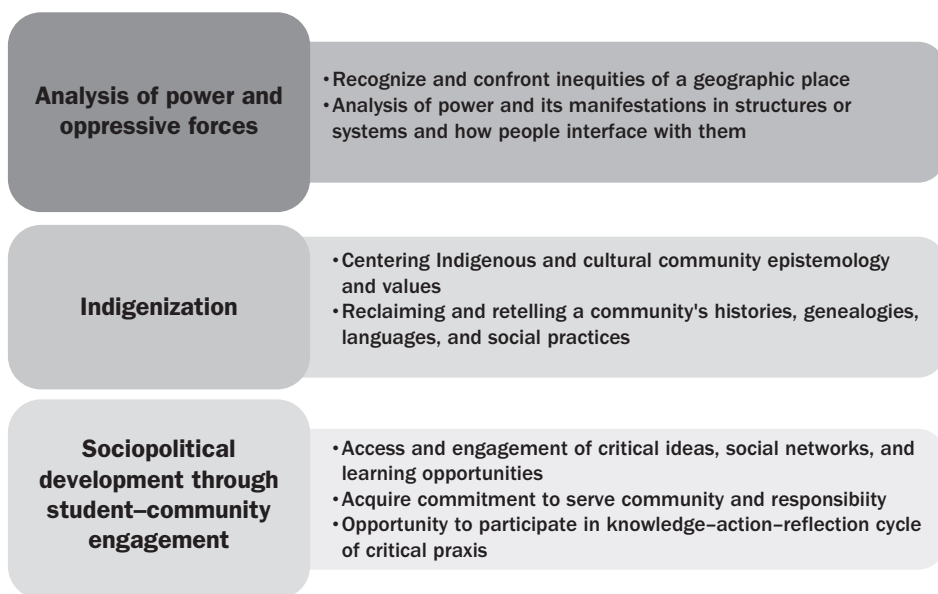 Analysis of power and
oppressive forces
•Recognize and confront inequities of a geographic place
•Analysis of power and its manifestations in structures or
systems and how people interface with them
Indigenization
•Centering Indigenous and cultural community epistemology
and values
•Reclaiming and retelling a community's histories, genealogies,
languages, and social practices
Sociopolitical
development through
student–community
engagement
•Access and engagement of critical ideas, social networks, and
learning opportunities
•Acquire commitment to serve community and responsibiity
•Opportunity to participate in knowledge–action–reflection cycle
of critical praxis